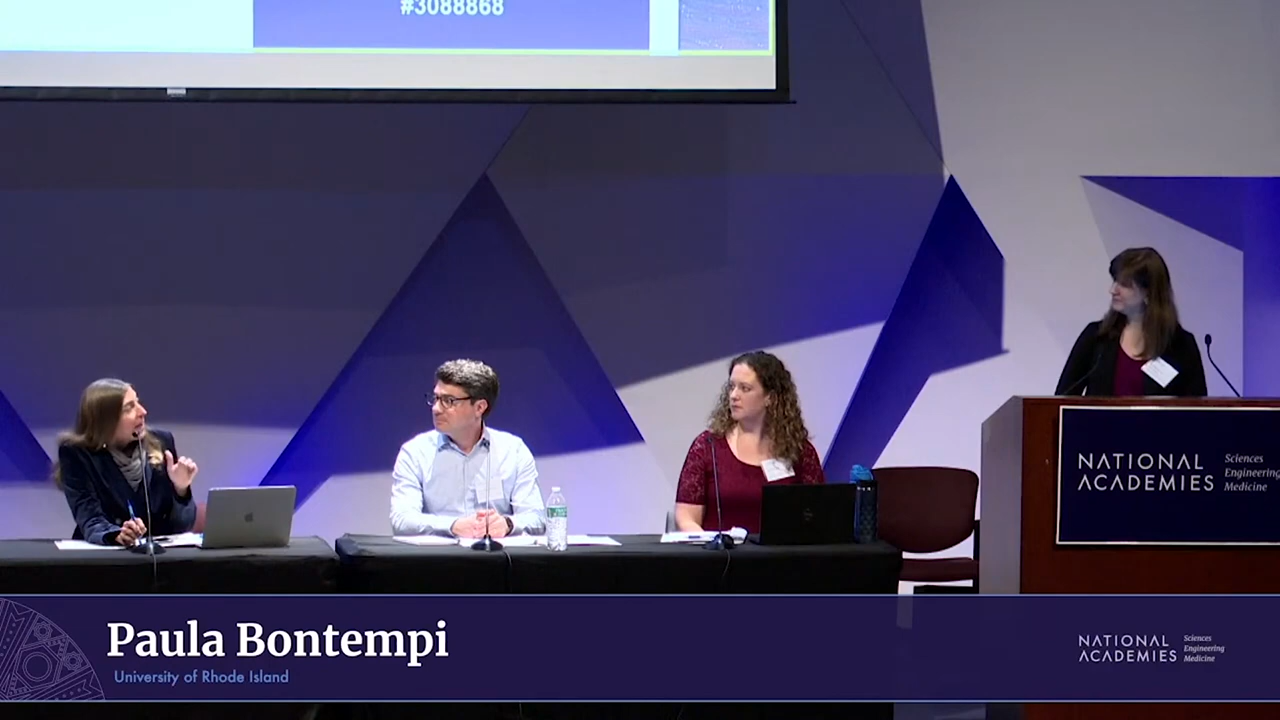 #3088868
NATIONAL
ACADEMIES
Sciences
Engineering
Medicine
Paula Bontempi
University of Rhode Island
NATIONAL
ACADEMIES
Sciences
Engineering
Medicine